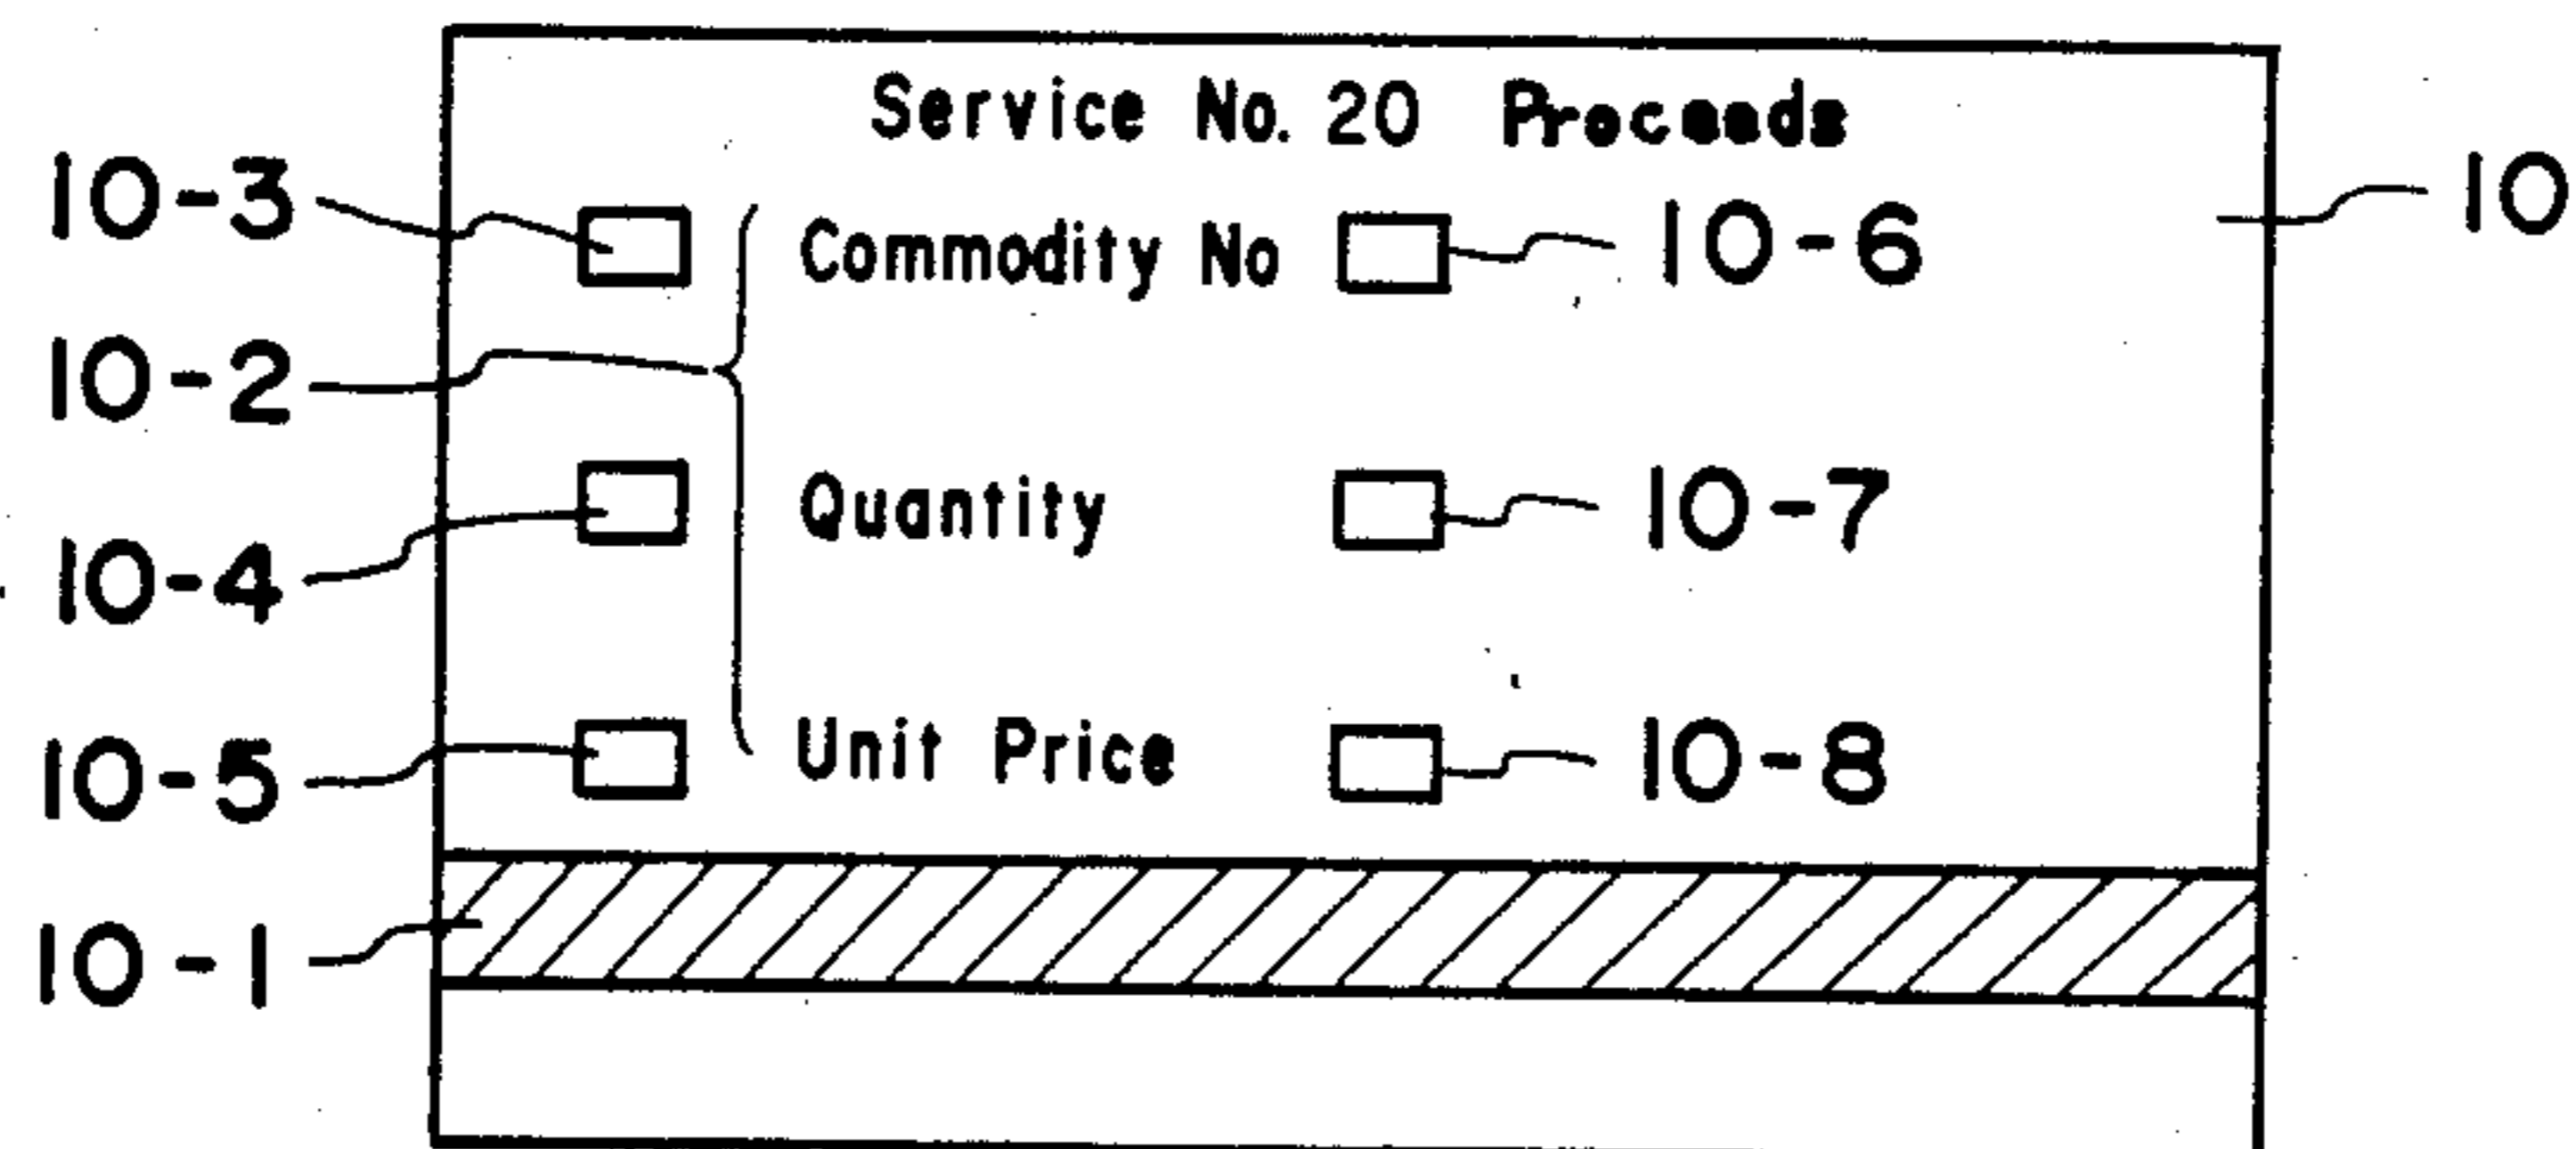 Service No. 20 Proceeds
10-3 Commodity No 10-6 10
10-2
10-4 Quantity 10-7
10-5 Unit Price 10-8
10-1